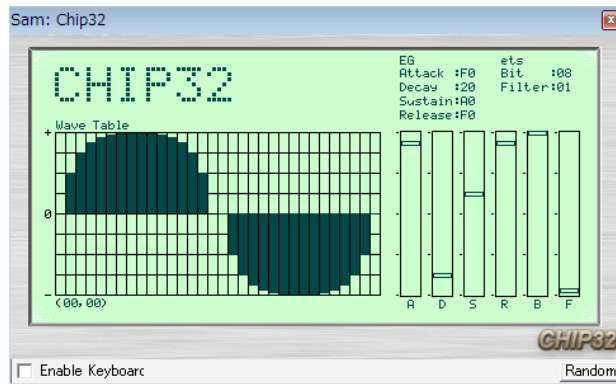 Sam: Chip32
CHIP32
EG
Attack :F0
Decay :20
Sustain:A0
Release:F0
ets
Bit :08
Filter:01
Wave Table
+
0
-
(00,00)
A D S R B F
CHIP32
Enable Keyboarc
Random